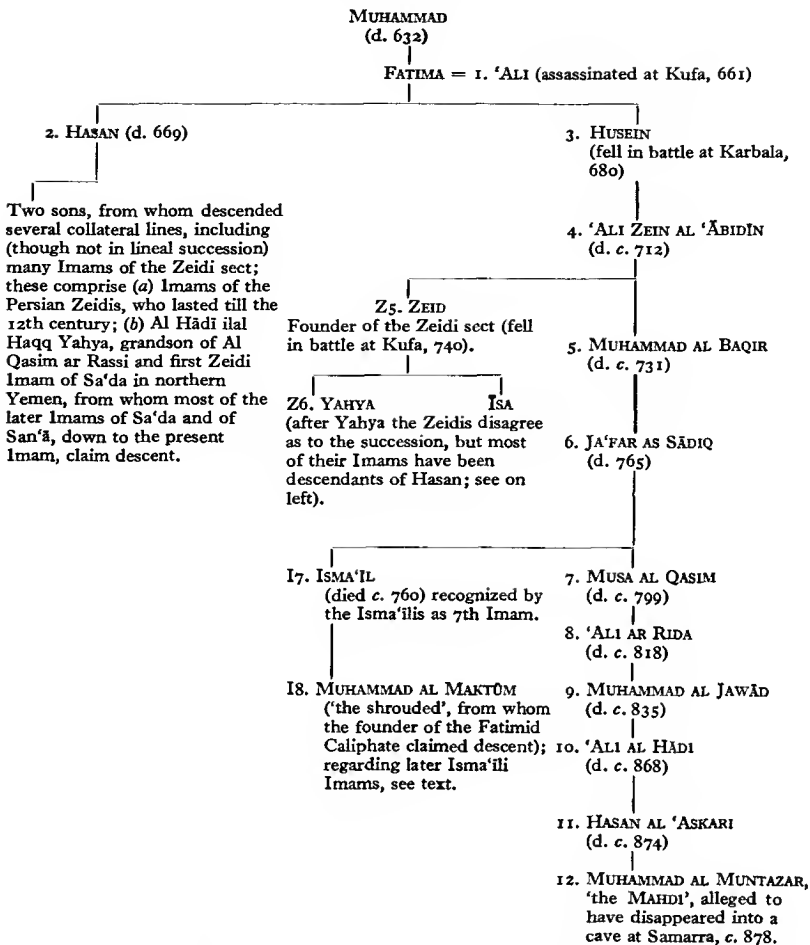 MUHAMMAD
(d. 632)
FATIMA = 1. ‘ALI (assassinated at Kufa, 661)
2. HASAN (d. 669)
Two sons, from whom descended
several collateral lines, including
(though not in lineal succession)
many Imams of the Zeidi sect;
these comprise (a) Imams of the
Persian Zeidis, who lasted till the
12th century; (b) Al Hādī ilal
Haqq Yahya, grandson of Al
Qasim ar Rassi and first Zeidi
Imam of Sa‘da in northern
Yemen, from whom most of the
later Imams of Sa‘da and of
San‘ā, down to the present
Imam, claim descent.
3. HUSEIN
(fell in battle at Karbala,
680)
4. ‘ALI ZEIN AL ‘ĀBIDĪN
(d. c. 712)
Z5. ZEID
Founder of the Zeidi sect (fell
in battle at Kufa, 740).
Z6. YAHYA ĪSA
(after Yahya the Zeidis disagree
as to the succession, but most
of their Imams have been
descendants of Hasan; see on
left).
5. MUHAMMAD AL BAQIR
(d. c. 731)
6. JA‘FAR AS SĀDIQ
(d. 765)
I7. ISMA‘ĪL
(died c. 760) recognized by
the Isma‘ilis as 7th Imam.
I8. MUHAMMAD AL MAKTŪM
(‘the shrouded’, from whom
the founder of the Fatimid
Caliphate claimed descent);
regarding later Isma‘ili
Imams, see text.
7. MUSA AL QASIM
(d. c. 799)
8. ‘ALI AR RIDA
(d. c. 818)
9. MUHAMMAD AL JAWĀD
(d. c. 835)
10. ‘ALI AL HĀDI
(d. c. 868)
11. HASAN AL ‘ASKARI
(d. c. 874)
12. MUHAMMAD AL MUNTAZAR,
‘the MAHDI’, alleged to
have disappeared into a
cave at Samarra, c. 878.